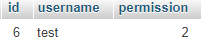 id username permission
6 test 2